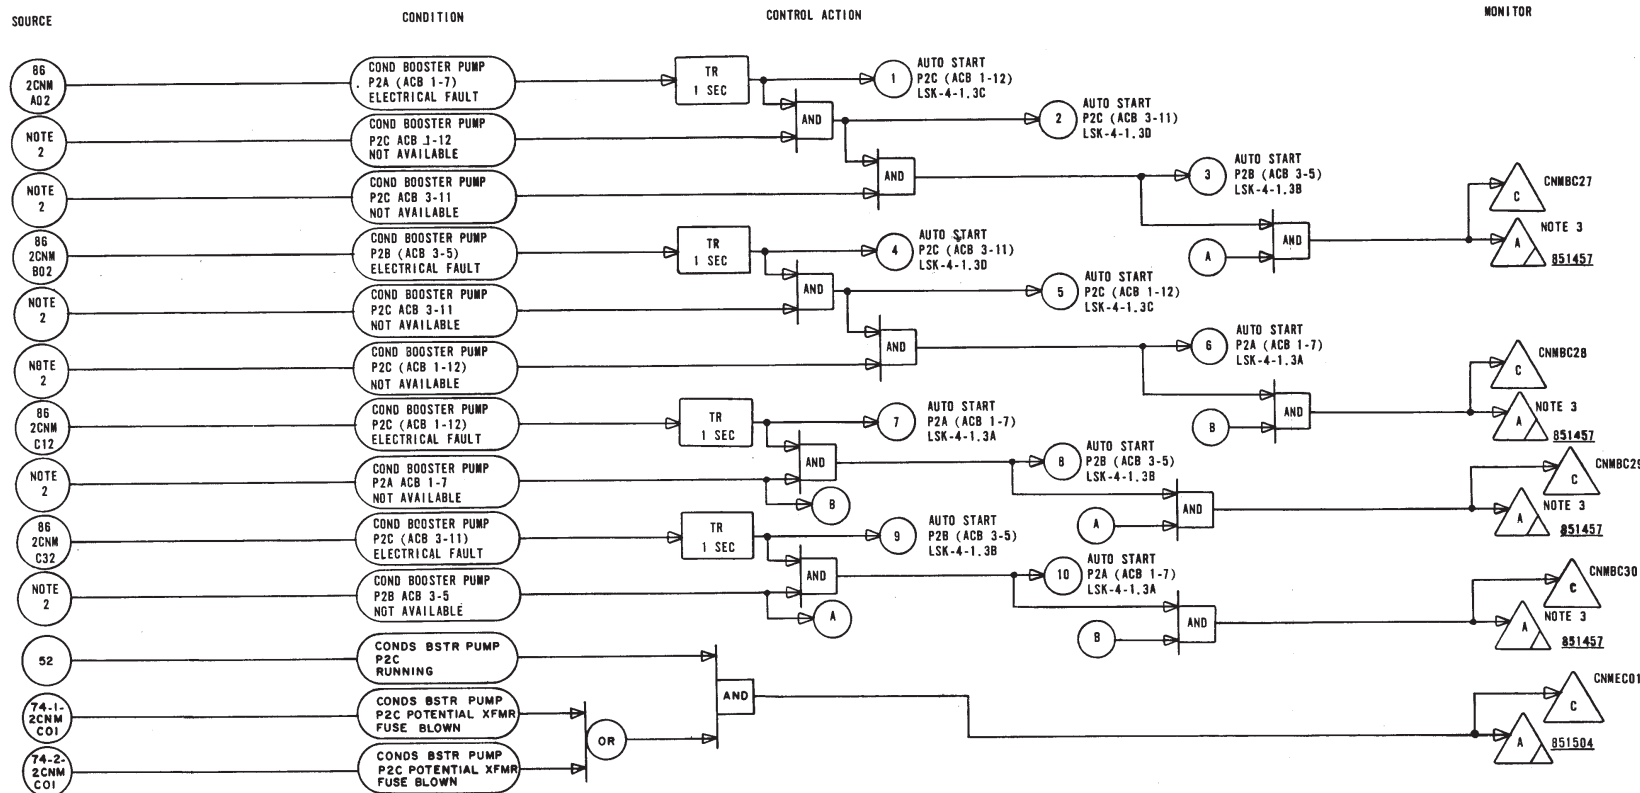 SOURCE
CONDITION
CONTROL ACTION
MONITOR
86
2CNM
A02
COND BOOSTER PUMP
P2A (ACB 1-7)
ELECTRICAL FAULT
TR
1 SEC
1
AUTO START
P2C (ACB 1-12)
LSK-4-1.3C
NOTE
2
COND BOOSTER PUMP
P2C ACB 1-12
NOT AVAILABLE
AND
2
AUTO START
P2C (ACB 3-11)
LSK-4-1.3D
NOTE
2
COND BOOSTER PUMP
P2C ACB 3-11
NOT AVAILABLE
AND
3
AUTO START
P2B (ACB 3-5)
LSK-4-1.3B
C
CNMBC27
AND
A
A
NOTE 3
851457
86
2CNM
B02
COND BOOSTER PUMP
P2B (ACB 3-5)
ELECTRICAL FAULT
TR
1 SEC
4
AUTO START
P2C (ACB 3-11)
LSK-4-1.3D
NOTE
2
COND BOOSTER PUMP
P2C ACB 3-11
NOT AVAILABLE
AND
5
AUTO START
P2C (ACB 1-12)
LSK-4-1.3C
NOTE
2
COND BOOSTER PUMP
P2C (ACB 1-12)
NOT AVAILABLE
AND
6
AUTO START
P2A (ACB 1-7)
LSK-4-1.3A
C
CNMBC28
AND
B
A
NOTE 3
851457
86
2CNM
C12
COND BOOSTER PUMP
P2C (ACB 1-12)
ELECTRICAL FAULT
TR
1 SEC
7
AUTO START
P2A (ACB 1-7)
LSK-4-1.3A
NOTE
2
COND BOOSTER PUMP
P2A ACB 1-7
NOT AVAILABLE
AND
B
8
AUTO START
P2B (ACB 3-5)
LSK-4-1.3B
C
CNMBC29
AND
A
A
NOTE 3
851457
86
2CNM
C32
COND BOOSTER PUMP
P2C (ACB 3-11)
ELECTRICAL FAULT
TR
1 SEC
9
AUTO START
P2B (ACB 3-5)
LSK-4-1.3B
NOTE
2
COND BOOSTER PUMP
P2B ACB 3-5
NOT AVAILABLE
AND
A
10
AUTO START
P2A (ACB 1-7)
LSK-4-1.3A
C
CNMBC30
AND
B
A
NOTE 3
851457
52
CONDS BSTR PUMP
P2C
RUNNING
AND
C
CNMEC01
74-1-
2CNM
C01
CONDS BSTR PUMP
P2C POTENTIAL XFMR
FUSE BLOWN
OR
A
851504
74-2-
2CNM
C01
CONDS BSTR PUMP
P2C POTENTIAL XFMR
FUSE BLOWN